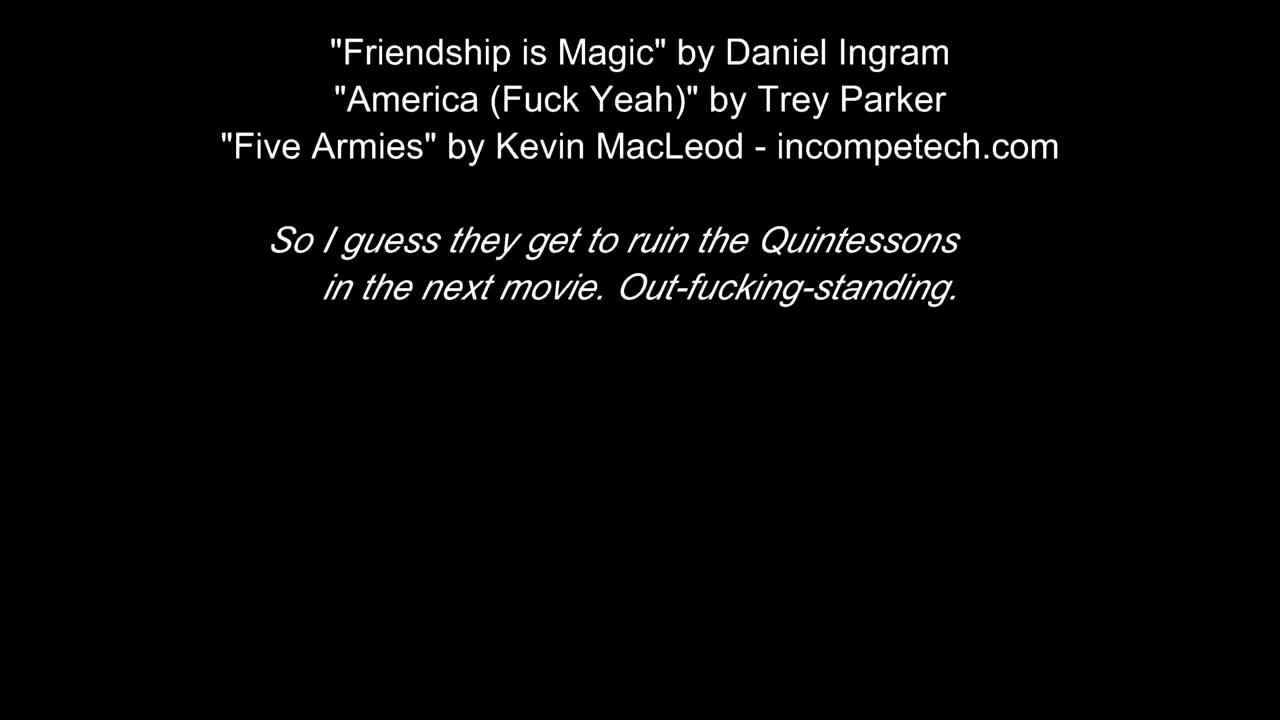 "Friendship is Magic" by Daniel Ingram
"America (Fuck Yeah)" by Trey Parker
"Five Armies" by Kevin MacLeod - incompetech.com
So I guess they get to ruin the Quintessons
in the next movie. Out-fucking-standing.